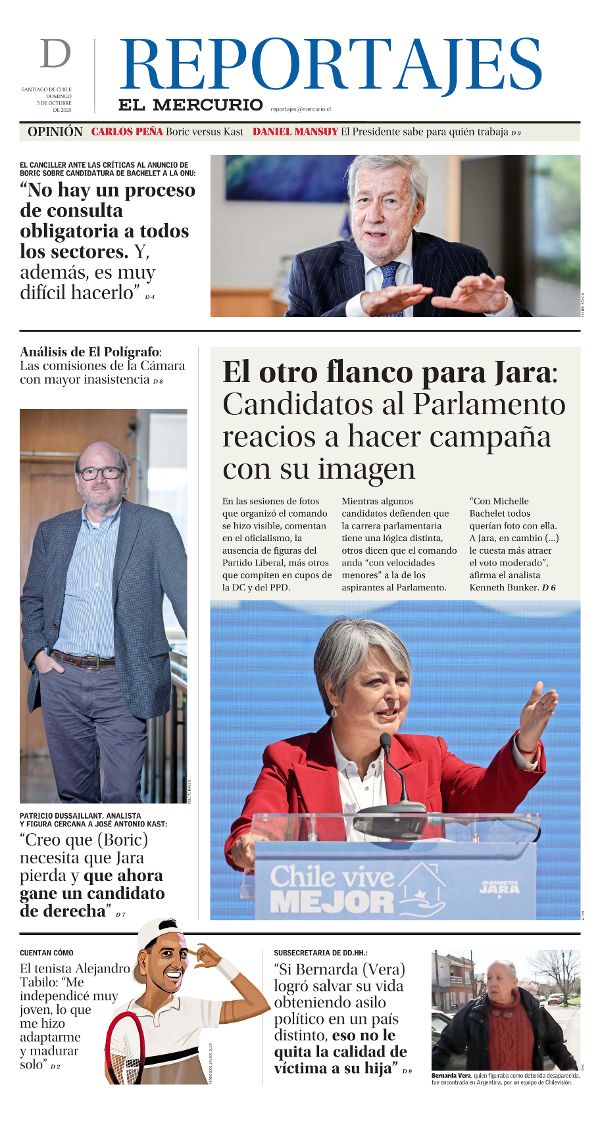 D
SANTIAGO DE CHILE
DOMINGO
5 DE OCTUBRE
DE 2025
REPORTAJES
EL MERCURIO
reportajes@mercurio.cl
OPINIÓN CARLOS PEÑA Boric versus Kast DANIEL MANSUY El Presidente sabe para quién trabaja D 9
EL CANCILLER ANTE LAS CRÍTICAS AL ANUNCIO DE
BORIC SOBRE CANDIDATURA DE BACHELET A LA ONU:
“No hay un proceso
de consulta
obligatoria a todos
los sectores. Y,
además, es muy
difícil hacerlo” D 4
Análisis de El Polígrafo:
Las comisiones de la Cámara
con mayor inasistencia D 8
El otro flanco para Jara:
Candidatos al Parlamento
reacios a hacer campaña
con su imagen
En las sesiones de fotos
que organizó el comando
se hizo visible, comentan
en el oficialismo, la
ausencia de figuras del
Partido Liberal, más otros
que compiten en cupos de
la DC y del PPD.
Mientras algunos
candidatos defienden que
la carrera parlamentaria
tiene una lógica distinta,
otros dicen que el comando
anda “con velocidades
menores” a la de los
aspirantes al Parlamento.
“Con Michelle
Bachelet todos
querían foto con ella.
A Jara, en cambio (...)
le cuesta más atraer
el voto moderado”,
afirma el analista
Kenneth Bunker. D 6
Chile vive
MEJOR
JEANNETTE
JARA
PATRICIO DUSSAILLANT, ANALISTA
Y FIGURA CERCANA A JOSÉ ANTONIO KAST:
“Creo que (Boric)
necesita que Jara
pierda y que ahora
gane un candidato
de derecha” D 7
CUENTAN CÓMO
El tenista Alejandro
Tabilo: “Me
independicé muy
joven, lo que
me hizo
adaptarme
y madurar
solo” D 2
SUBSECRETARIA DE DD.HH.:
“Si Bernarda (Vera)
logró salvar su vida
obteniendo asilo
político en un país
distinto, eso no le
quita la calidad de
víctima a su hija” D 9
Bernarda Vera, quien figuraba como detenida desaparecida,
fue encontrada en Argentina, por un equipo de Chilevisión.